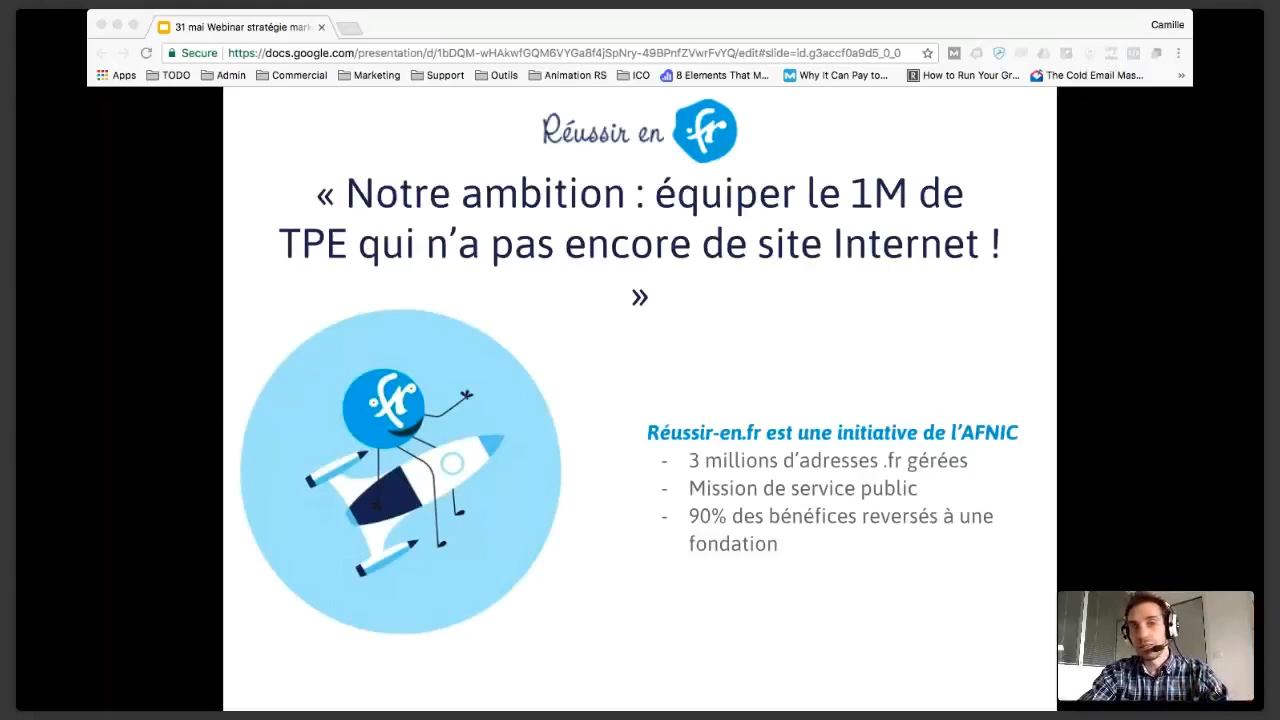 31 mai Webinar stratégie mark
Camille
Secure
https://docs.google.com/presentation/d/1bDQM-wHAkwfGQM6VYGa8f4jSpNry-49BPnfZVwrFvYQ/edit#slide=id.g3accf0a9d5_0_0
Apps TODO Admin Commercial Marketing Support Outils Animation RS ICO 8 Elements That M... Why it Can Pay to... How to Run Your Gr... The Cold Email Mas... »
Réussir en .fr
« Notre ambition : équiper le 1M de
TPE qui n’a pas encore de site Internet !
»
.fr
Réussir-en.fr est une initiative de l’AFNIC
- 3 millions d’adresses .fr gérées
- Mission de service public
- 90% des bénéfices reversés à une
fondation